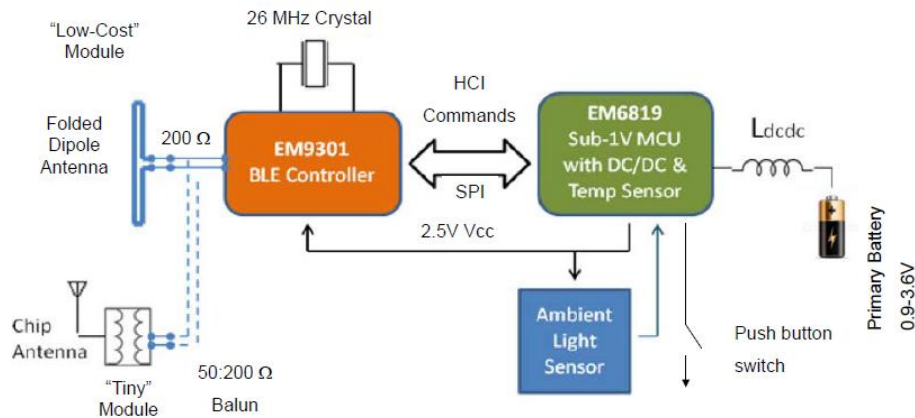 “Low-Cost”
Module
26 MHz Crystal
Folded
Dipole
Antenna
200 Ω
EM9301
BLE Controller
HCI
Commands
SPI
EM6819
Sub-1V MCU
with DC/DC &
Temp Sensor
Ldcdc
2.5V Vcc
Primary Battery
0.9-3.6V
Ambient
Light
Sensor
Push button
switch
Chip
Antenna
“Tiny”
Module
50:200 Ω
Balun